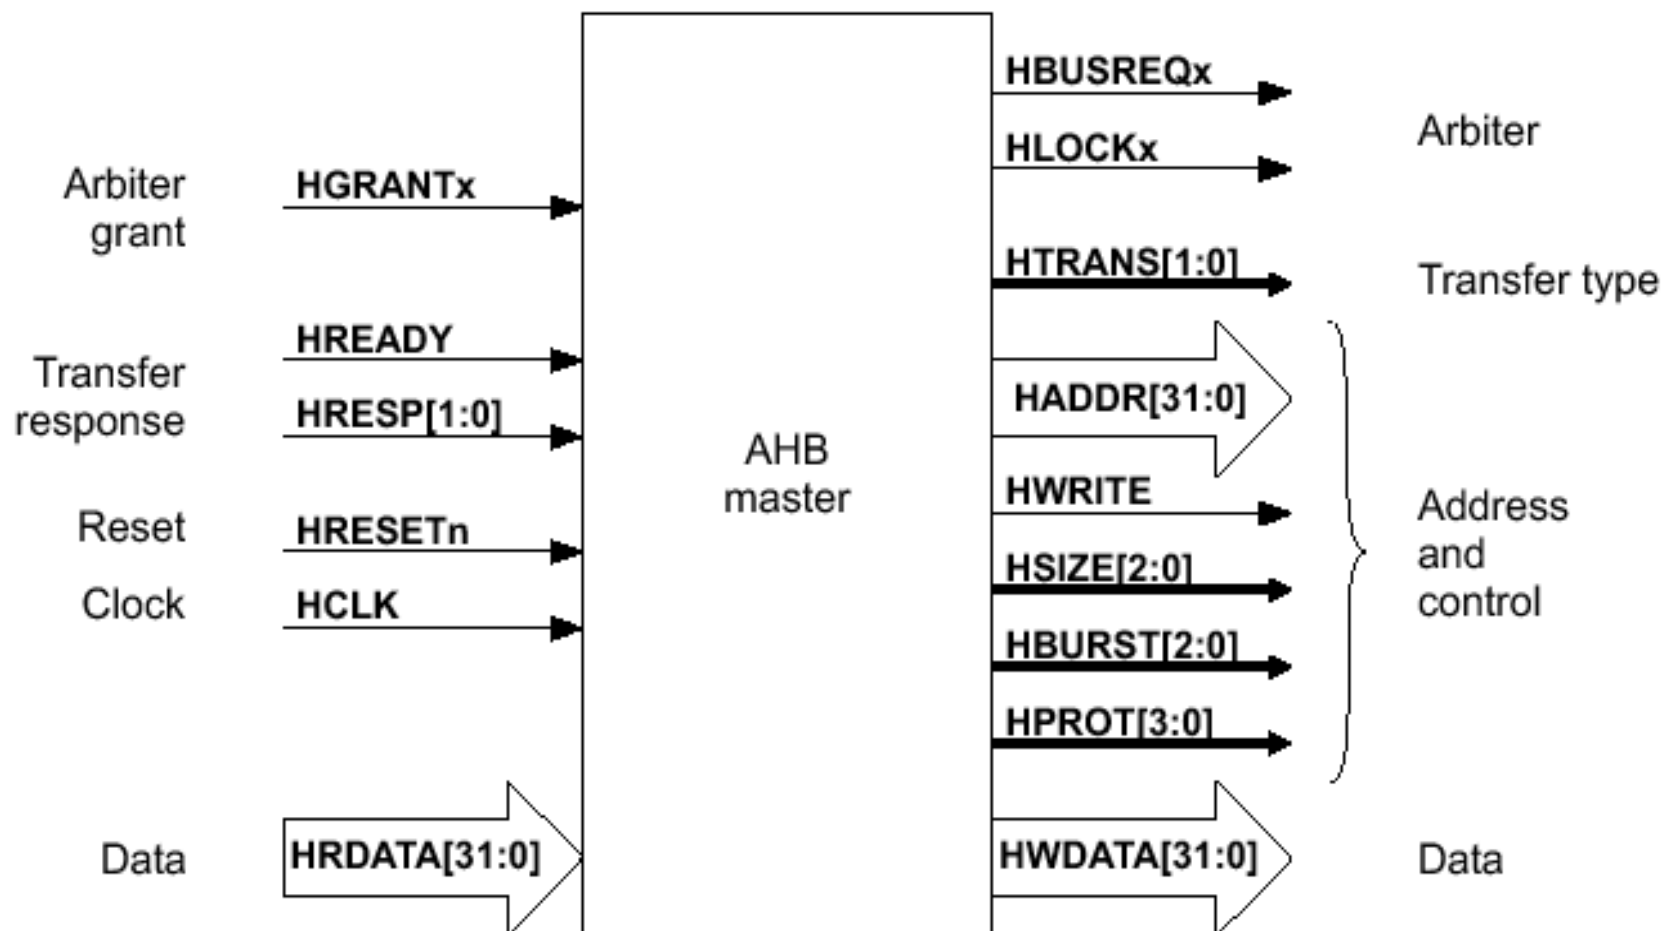 Arbiter
grant
HGRANTx
Transfer
response
HREADY
HRESP[1:0]
Reset
HRESETn
Clock
HCLK
Data
HRDATA[31:0]
AHB
master
HBUSREQx
HLOCKx
Arbiter
HTRANS[1:0]
Transfer type
HADDR[31:0]
HWRITE
HSIZE[2:0]
HBURST[2:0]
HPROT[3:0]
Address
and
control
HWDATA[31:0]
Data